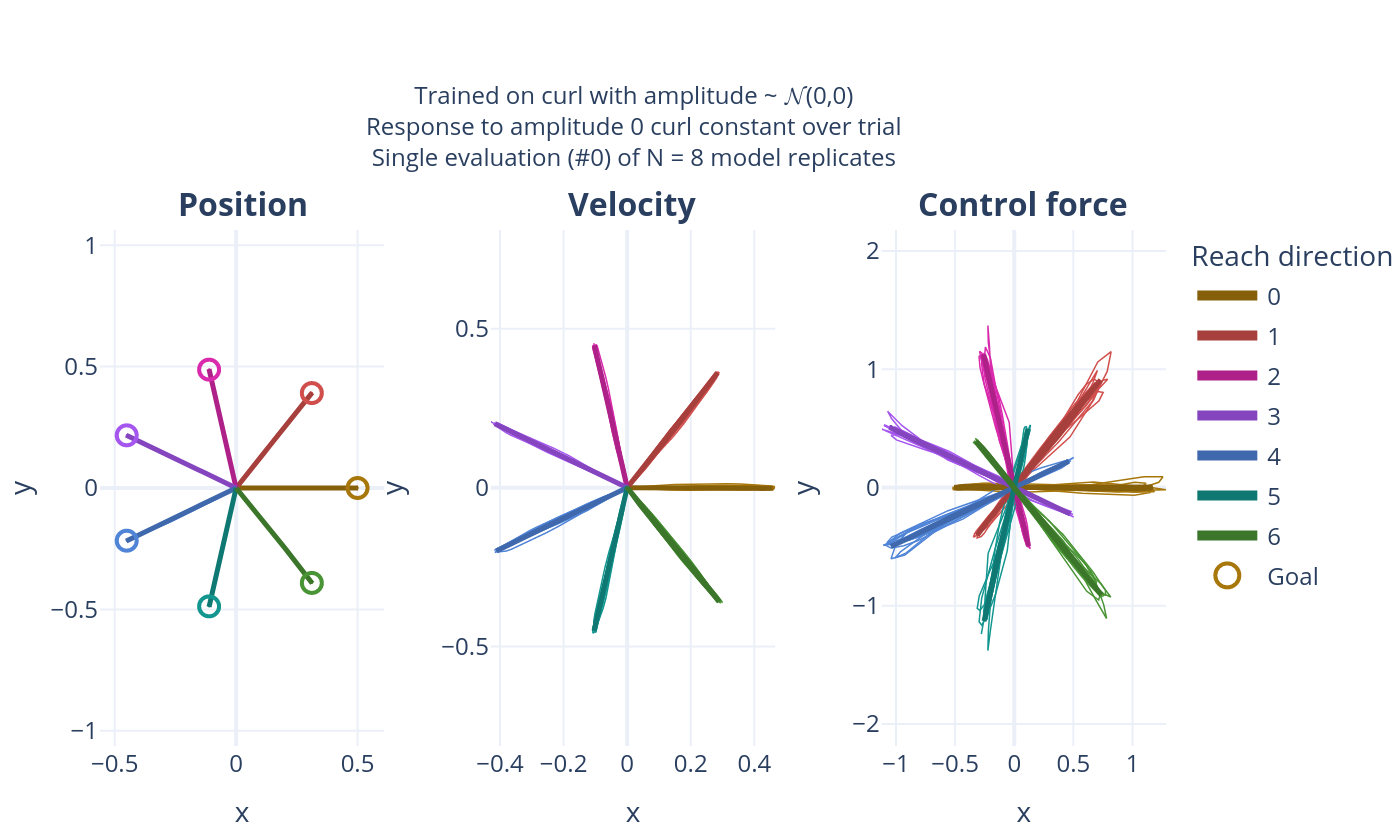 Trained on curl with amplitude ~ 𝒩(0,0)
Response to amplitude 0 curl constant over trial
Single evaluation (#0) of N = 8 model replicates
Position
Velocity
Control force
1
0.5
0
−0.5
−1
y
−0.5
0
0.5
x
0.5
0
−0.5
y
−0.4
−0.2
0
0.2
0.4
x
2
1
0
−1
−2
y
−1
−0.5
0
0.5
1
x
Reach direction
0
1
2
3
4
5
6
Goal